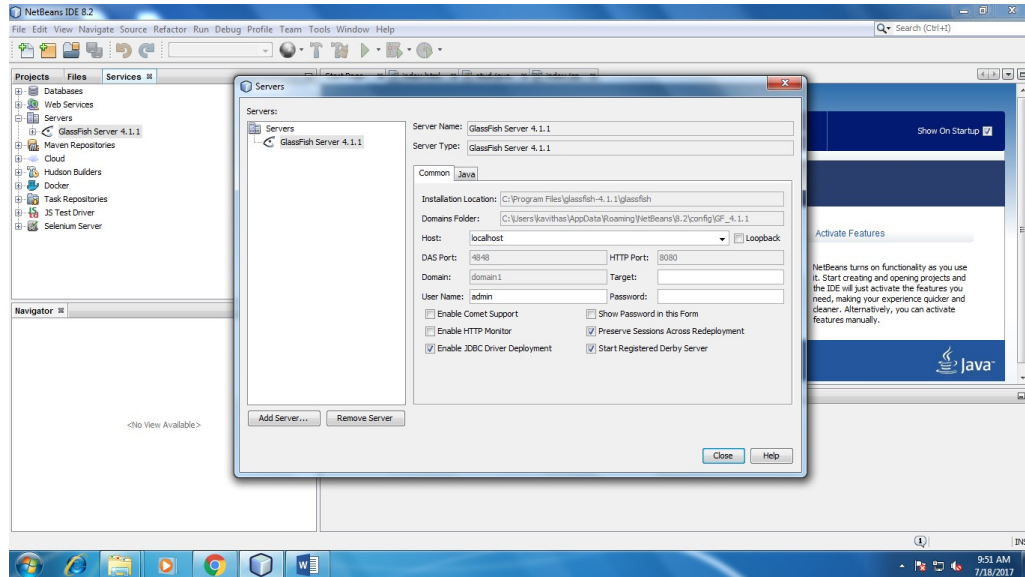 NetBeans IDE 8.2
File Edit View Navigate Source Refactor Run Debug Profile Team Tools Window Help
Search (Ctrl+I)
Projects Files Services
Databases
Web Services
Servers
GlassFish Server 4.1.1
Maven Repositories
Cloud
Hudson Builders
Docker
Task Repositories
JS Test Driver
Selenium Server
Navigator
<No View Available>
Servers
Servers:
Servers
GlassFish Server 4.1.1
Add Server... Remove Server
Server Name: GlassFish Server 4.1.1
Server Type: GlassFish Server 4.1.1
Common Java
Installation Location: C:\Program Files\glassfish-4.1.1\glassfish
Domains Folder: C:\Users\kavithas\AppData\Roaming\NetBeans\8.2\config\GF_4.1.1
Host: localhost Loopback
DAS Port: 4848 HTTP Port: 8080
Domain: domain1 Target:
User Name: admin Password:
Enable Comet Support Show Password in this Form
Enable HTTP Monitor Preserve Sessions Across Redeployment
Enable JDBC Driver Deployment Start Registered Derby Server
Close Help
Show On Startup
Activate Features
NetBeans turns on functionality as you use
it. Start creating and opening projects and
the IDE will just activate the features you
need, making your experience quicker and
cleaner. Alternatively, you can activate
features manually.
Java
1
INS
9:51 AM
7/18/2017